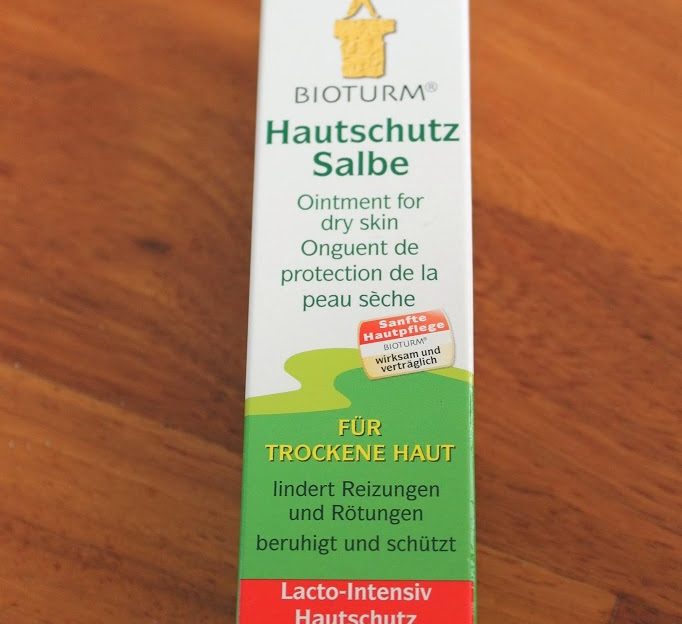 BIOTURM®
Hautschutz
Salbe
Ointment for
dry skin
Onguent de
protection de la
peau sèche
Sanfte
Hautpflege
BIOTURM®
wirksam und
verträglich
FÜR
TROCKENE HAUT
lindert Reizungen
und Rötungen
beruhigt und schützt
Lacto-Intensiv
Hautschutz